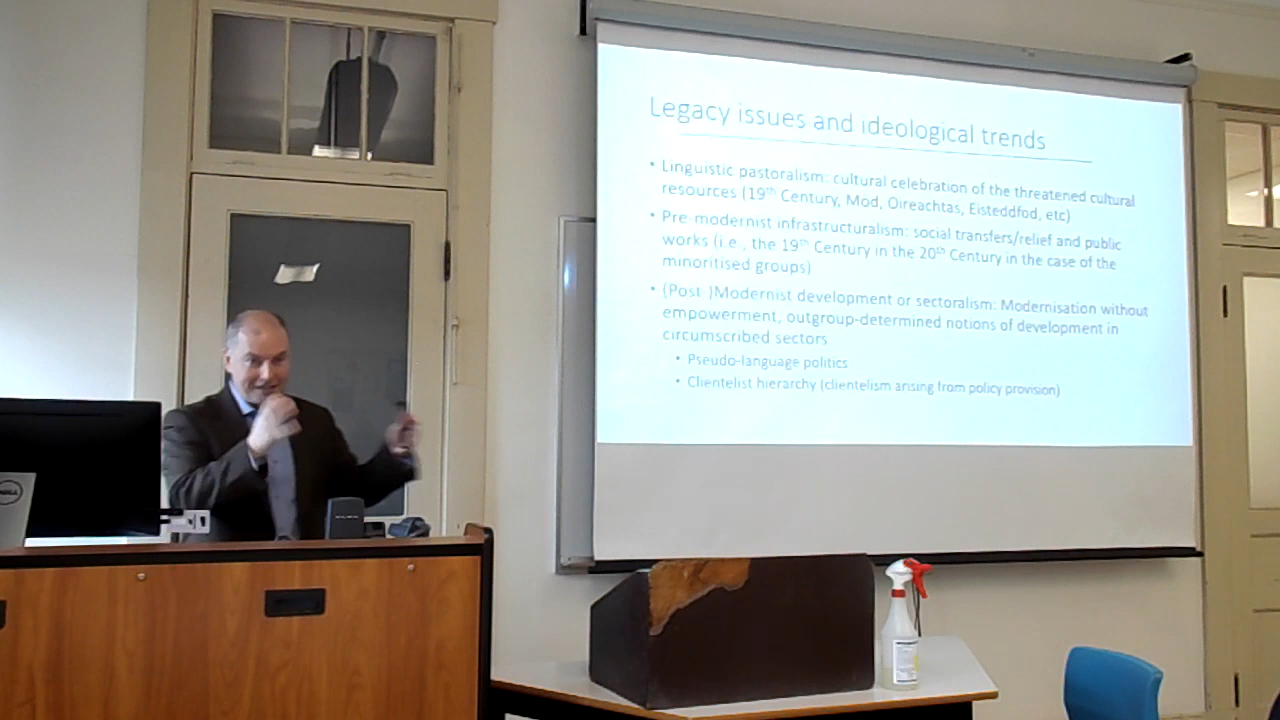 Legacy issues and ideological trends
• Linguistic pastoralism: cultural celebration of the threatened cultural
resources (19th Century, Mod, Oireachtas, Eisteddfod, etc)
• Pre-modernist infrastructuralism: social transfers/relief and public
works (i.e., the 19th Century in the 20th Century in the case of the
minoritised groups)
• (Post-)Modernist development or sectoralism: Modernisation without
empowerment, outgroup-determined notions of development in
circumscribed sectors
• Pseudo-language politics
• Clientelist hierarchy (clientelism arising from policy provision)
DELL